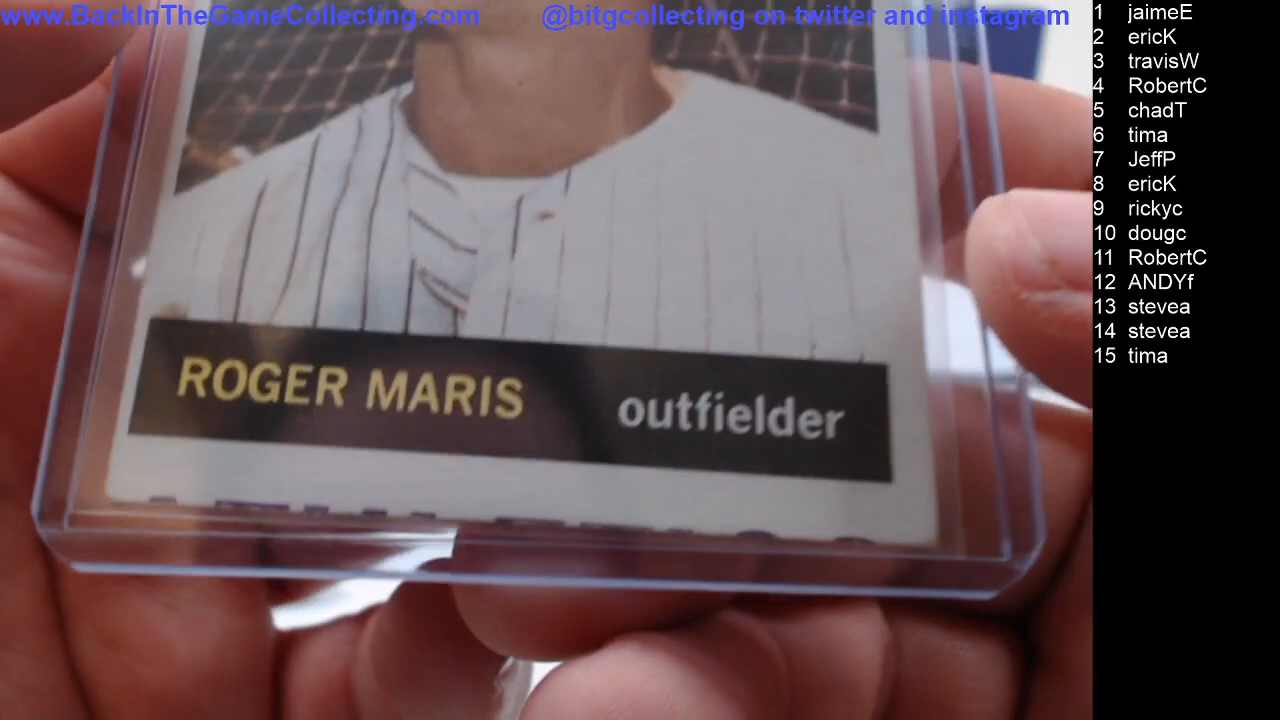 www.BackInTheGameCollecting.com @bitgcollecting on twitter and instagram
1 jaimeE
2 ericK
3 travisW
4 RobertC
5 chadT
6 tima
7 JeffP
8 ericK
9 rickyc
10 dougc
11 RobertC
12 ANDYf
13 stevea
14 stevea
15 tima
ROGER MARIS outfielder